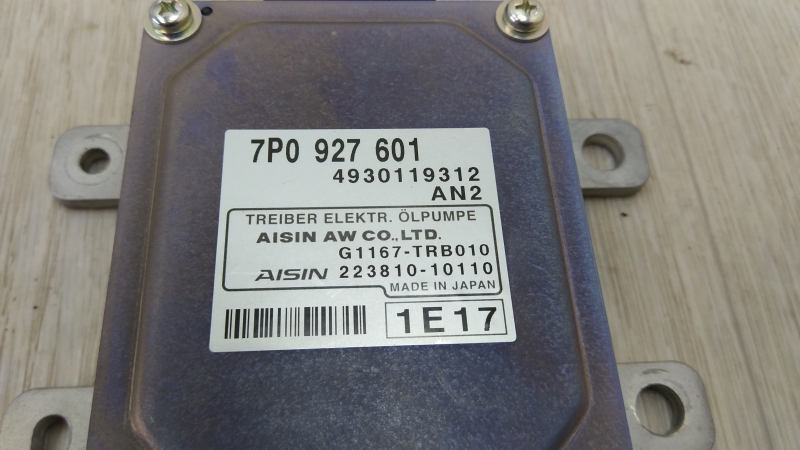 7P0 927 601
4930119312
AN2
TREIBER ELEKTR. ÖLPUMPE
AISIN AW CO.,LTD.
G1167-TRB010
AISIN 223810-10110
MADE IN JAPAN
1E17